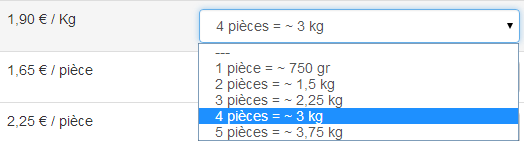 1,90 € / Kg
4 pièces = ~ 3 kg
---
1 pièce = ~ 750 gr
1,65 € / pièce
2 pièces = ~ 1,5 kg
3 pièces = ~ 2,25 kg
4 pièces = ~ 3 kg
2,25 € / pièce
5 pièces = ~ 3,75 kg